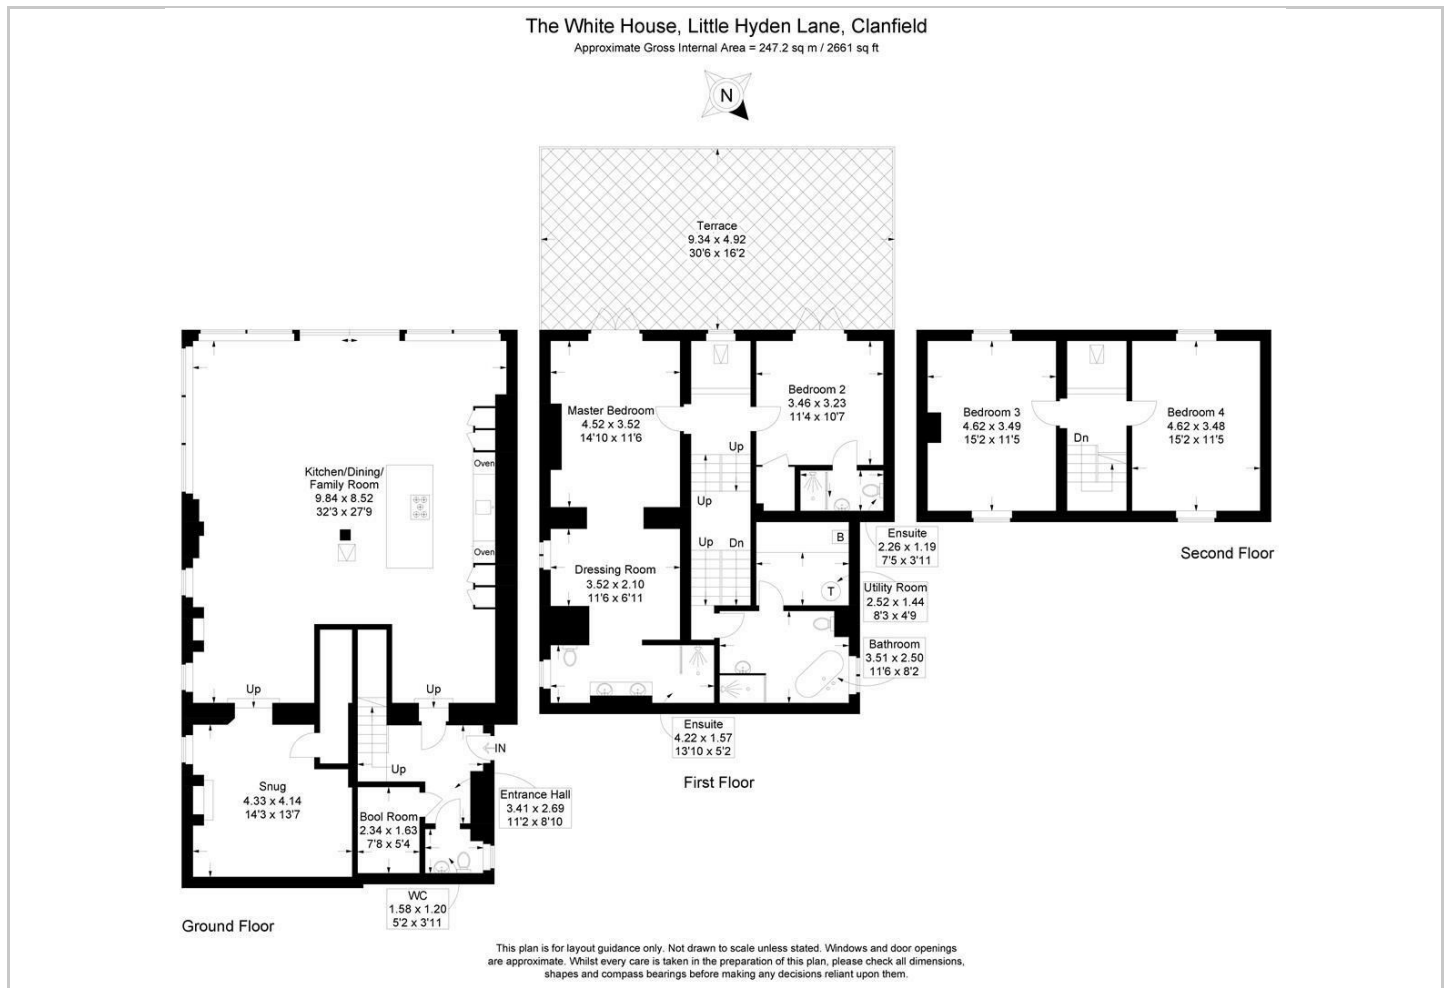 The White House, Little Hyden Lane, Clanfield
Approximate Gross Internal Area = 247.2 sq m / 2661 sq ft
N
Terrace
9.34 x 4.92
30'6 x 16'2
Kitchen/Dining/
Family Room
9.84 x 8.52
32'3 x 27'9
Oven
Oven
Up
Up
Snug
4.33 x 4.14
14'3 x 13'7
Up
IN
Entrance Hall
3.41 x 2.69
11'2 x 8'10
Bool Room
2.34 x 1.63
7'8 x 5'4
WC
1.58 x 1.20
5'2 x 3'11
Ground Floor
Master Bedroom
4.52 x 3.52
14'10 x 11'6
Bedroom 2
3.46 x 3.23
11'4 x 10'7
Up
Up
Up
Dn
B
T
Dressing Room
3.52 x 2.10
11'6 x 6'11
Ensuite
2.26 x 1.19
7'5 x 3'11
Utility Room
2.52 x 1.44
8'3 x 4'9
Bathroom
3.51 x 2.50
11'6 x 8'2
Ensuite
4.22 x 1.57
13'10 x 5'2
First Floor
Bedroom 3
4.62 x 3.49
15'2 x 11'5
Dn
Bedroom 4
4.62 x 3.48
15'2 x 11'5
Second Floor
This plan is for layout guidance only. Not drawn to scale unless stated. Windows and door openings
are approximate. Whilst every care is taken in the preparation of this plan, please check all dimensions,
shapes and compass bearings before making any decisions reliant upon them.